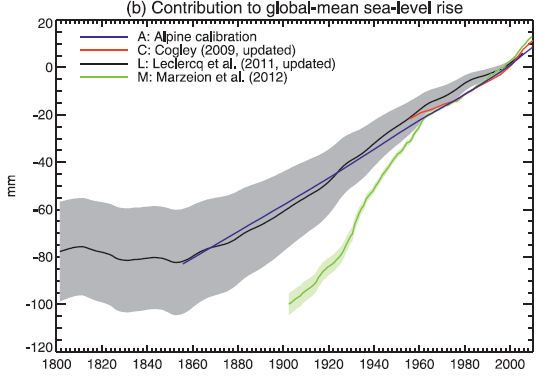 (b) Contribution to global-mean sea-level rise
A: Alpine calibration
C: Cogley (2009, updated)
L: Leclercq et al. (2011, updated)
M: Marzeion et al. (2012)
20
0
-20
-40
-60
-80
-100
-120
mm
1800 1820 1840 1860 1880 1900 1920 1940 1960 1980 2000